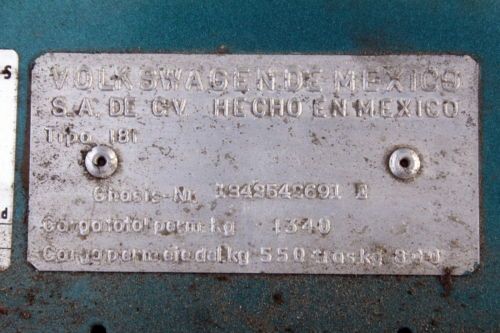 VOLKSWAGEN.DE MEXICO
S.A. DE C.V. HECHO EN MEXICO
Tipo 181
Chasis-Nr. 1842542691
Carga total perm. kg 1340
Carga perm eje del kg 550 tras kg
S
d